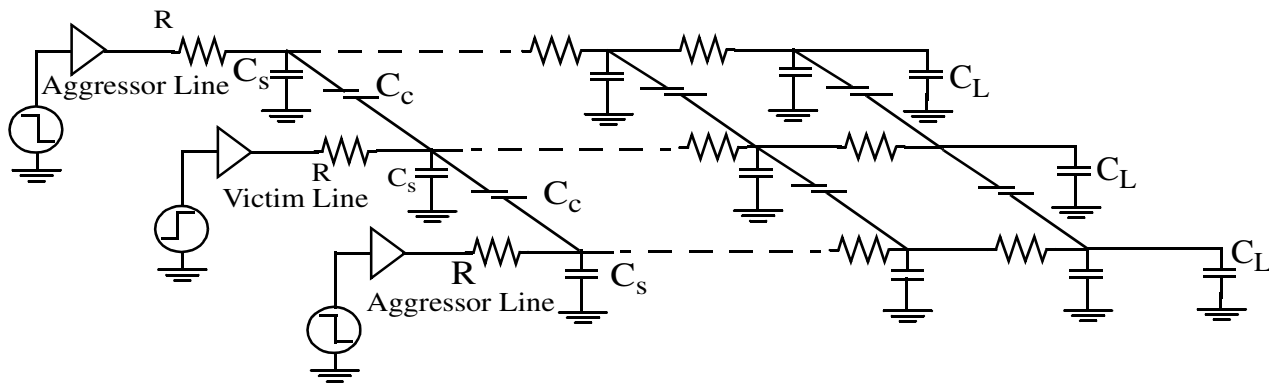 R
C_s
Aggressor Line
C_c
C_L
R
C_s
Victim Line
C_c
C_L
R
C_s
Aggressor Line
C_L